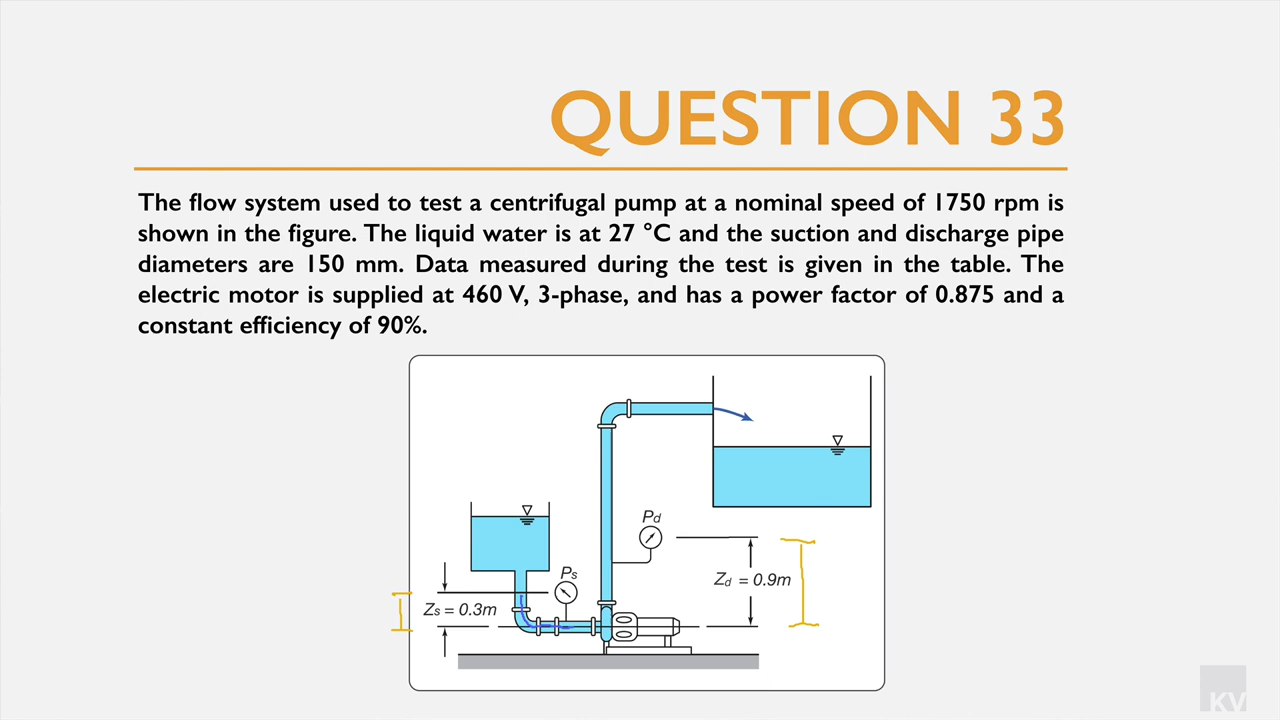 QUESTION 33
The flow system used to test a centrifugal pump at a nominal speed of 1750 rpm is
shown in the figure. The liquid water is at 27 °C and the suction and discharge pipe
diameters are 150 mm. Data measured during the test is given in the table. The
electric motor is supplied at 460 V, 3-phase, and has a power factor of 0.875 and a
constant efficiency of 90%.
Pd
Ps
Zd = 0.9m
Zs = 0.3m
KV